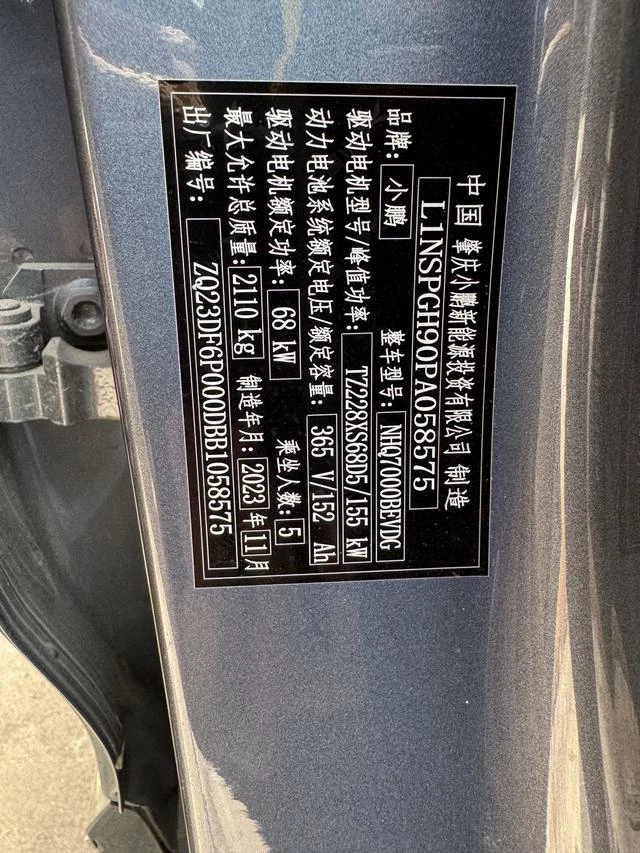 中国 肇庆小鹏新能源投资有限公司 制造
L1NSPGH90PA058575
品牌: 小鹏 整车型号: NHQ7000BEVDG
驱动电机型号/峰值功率: TZ228XS68D5/155 kW
动力电池系统额定电压/额定容量: 365 V/152 Ah
驱动电机额定功率: 68 kW 乘坐人数: 5
最大允许总质量: 2110 kg 制造年月: 2023 年 11 月
出厂编号: ZQ23DF6P000DBB1058575